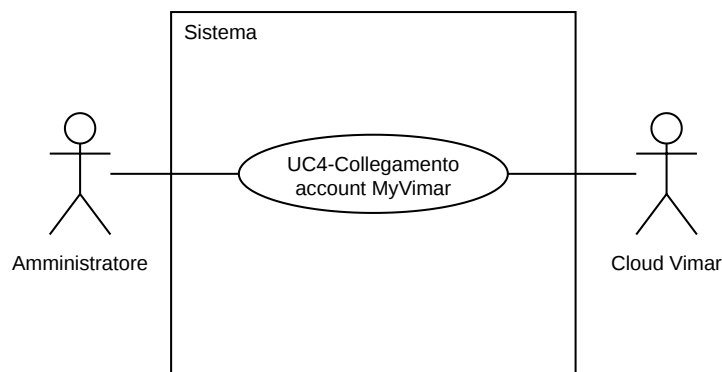 Sistema
UC4-Collegamento
account MyVimar
Amministratore
Cloud Vimar